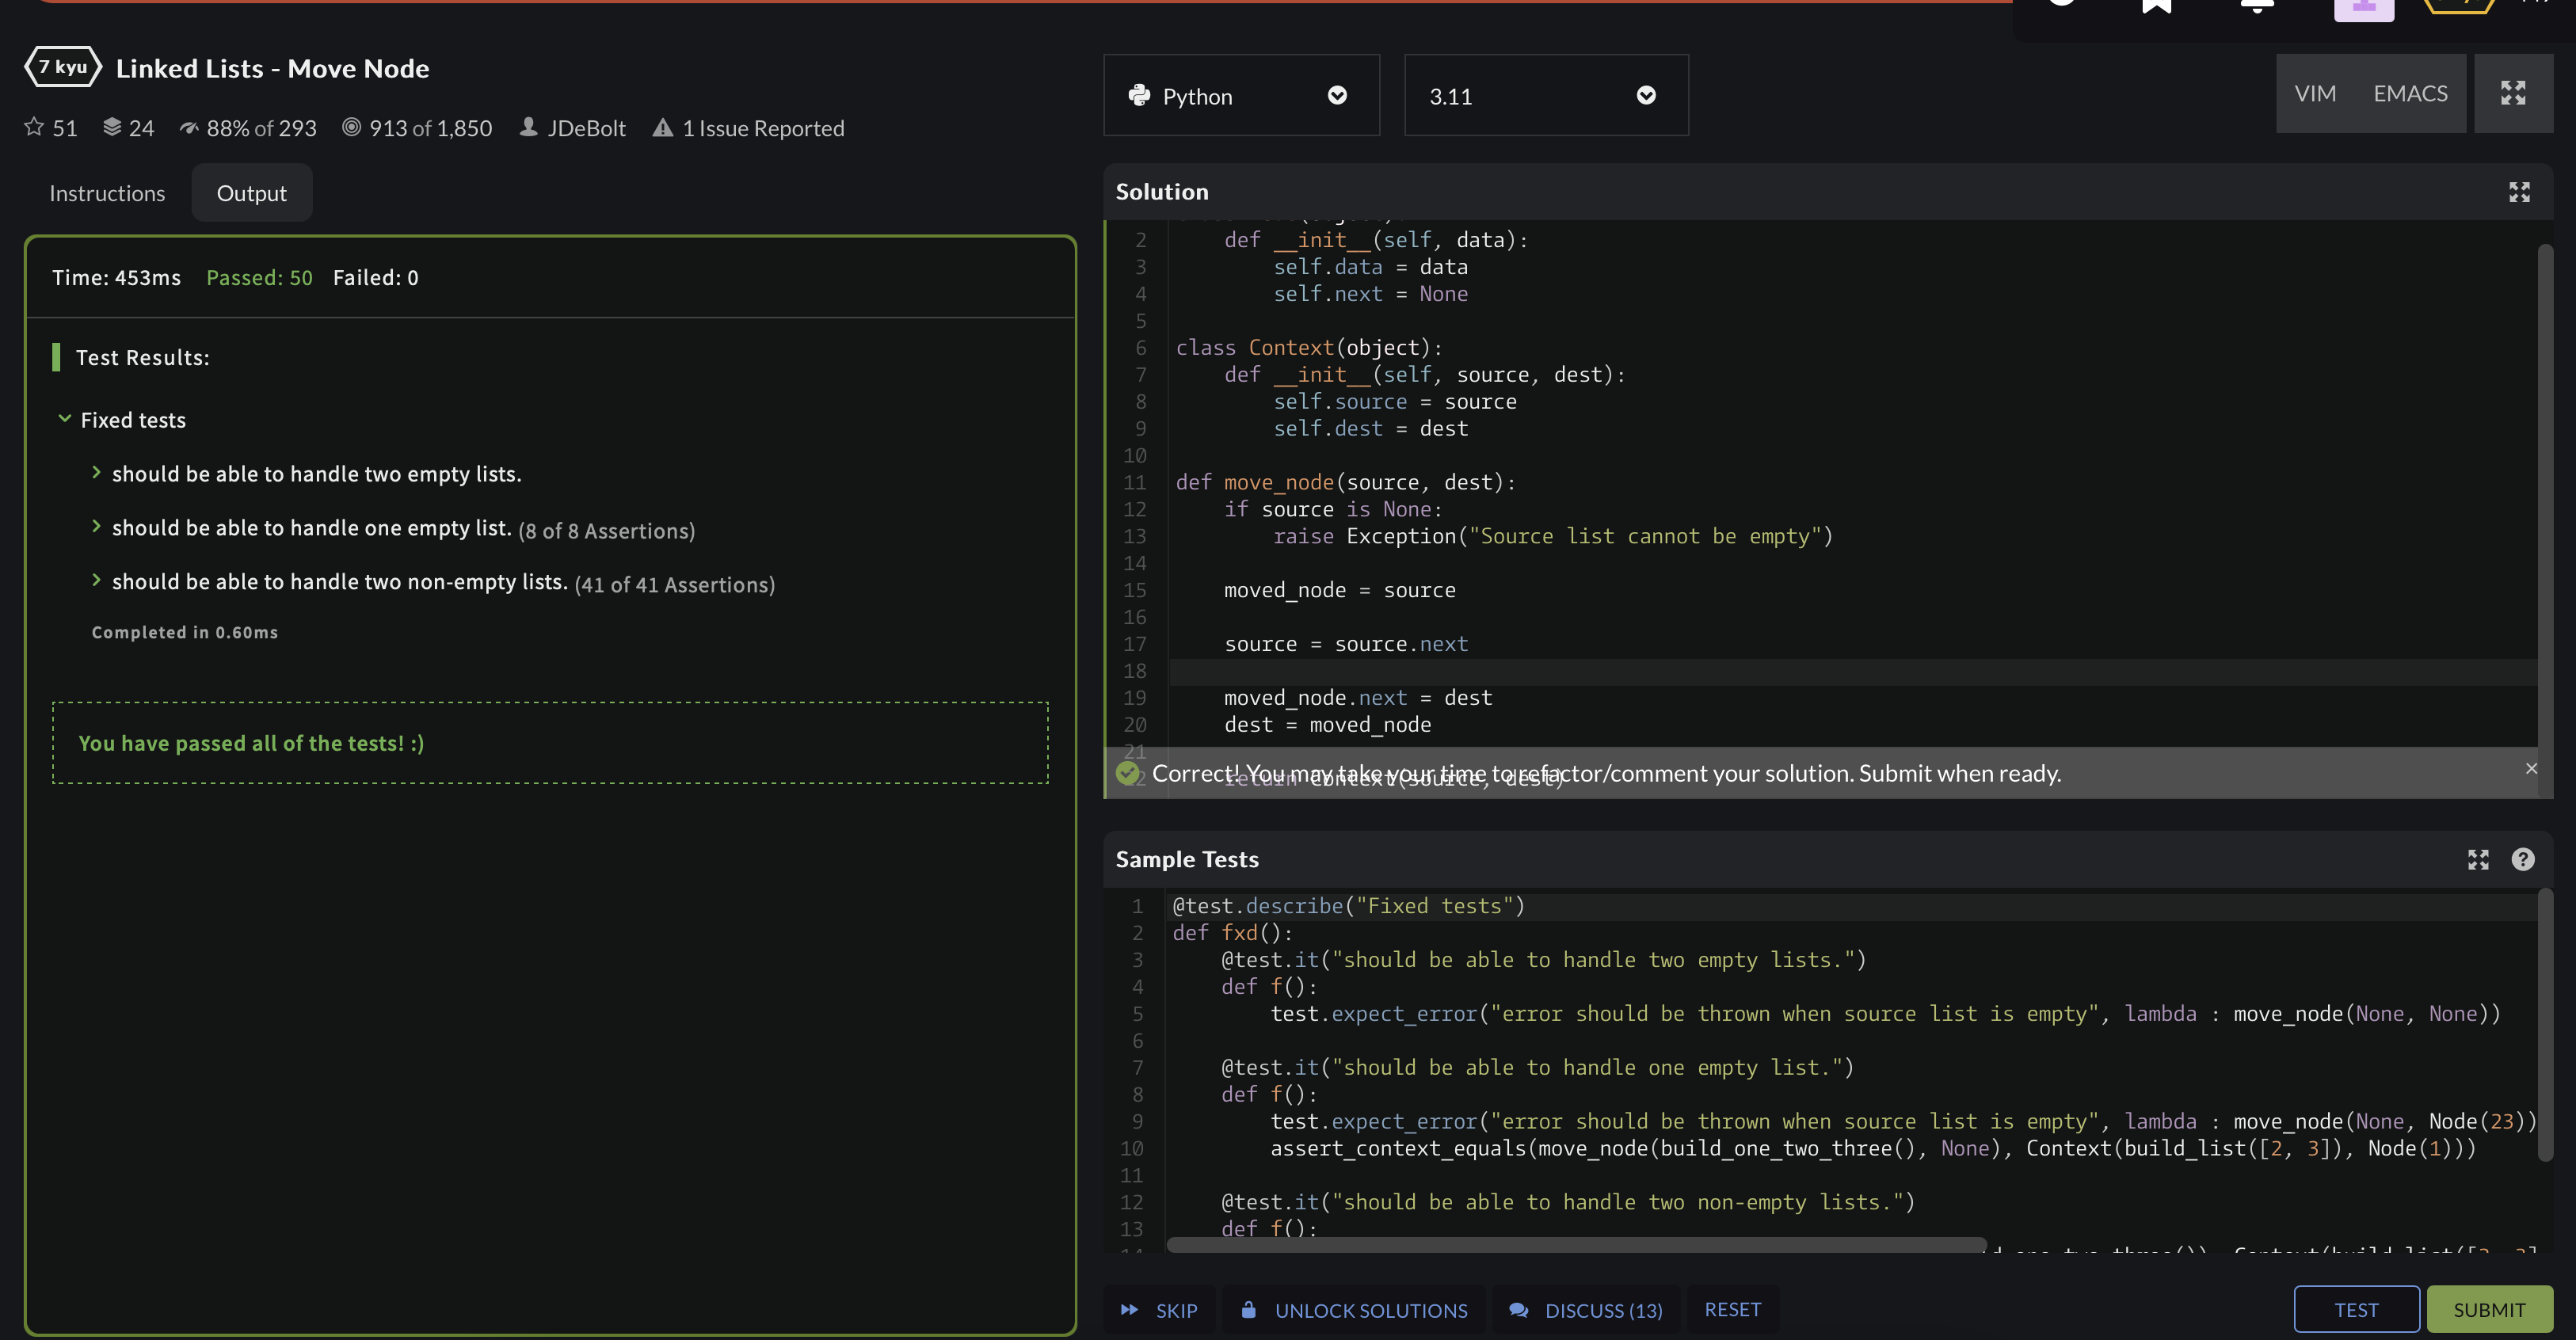 7 kyu Linked Lists - Move Node
51 24 88% of 293 913 of 1,850 JDeBolt 1 Issue Reported
Instructions Output
Time: 453ms Passed: 50 Failed: 0
Test Results:
Fixed tests
should be able to handle two empty lists.
should be able to handle one empty list. (8 of 8 Assertions)
should be able to handle two non-empty lists. (41 of 41 Assertions)
Completed in 0.60ms
You have passed all of the tests! :)
Python 3.11 VIM EMACS
Solution
2 def __init__(self, data):
3 self.data = data
4 self.next = None
5
6 class Context(object):
7 def __init__(self, source, dest):
8 self.source = source
9 self.dest = dest
10
11 def move_node(source, dest):
12 if source is None:
13 raise Exception("Source list cannot be empty")
14
15 moved_node = source
16
17 source = source.next
18
19 moved_node.next = dest
20 dest = moved_node
21
return Context(source, dest)
Correct! You may take your time to refactor/comment your solution. Submit when ready.
Sample Tests
1 @test.describe("Fixed tests")
2 def fxd():
3 @test.it("should be able to handle two empty lists.")
4 def f():
5 test.expect_error("error should be thrown when source list is empty", lambda : move_node(None, None))
6
7 @test.it("should be able to handle one empty list.")
8 def f():
9 test.expect_error("error should be thrown when source list is empty", lambda : move_node(None, Node(23))
10 assert_context_equals(move_node(build_one_two_three(), None), Context(build_list([2, 3]), Node(1)))
11
12 @test.it("should be able to handle two non-empty lists.")
13 def f():
SKIP UNLOCK SOLUTIONS DISCUSS (13) RESET TEST SUBMIT